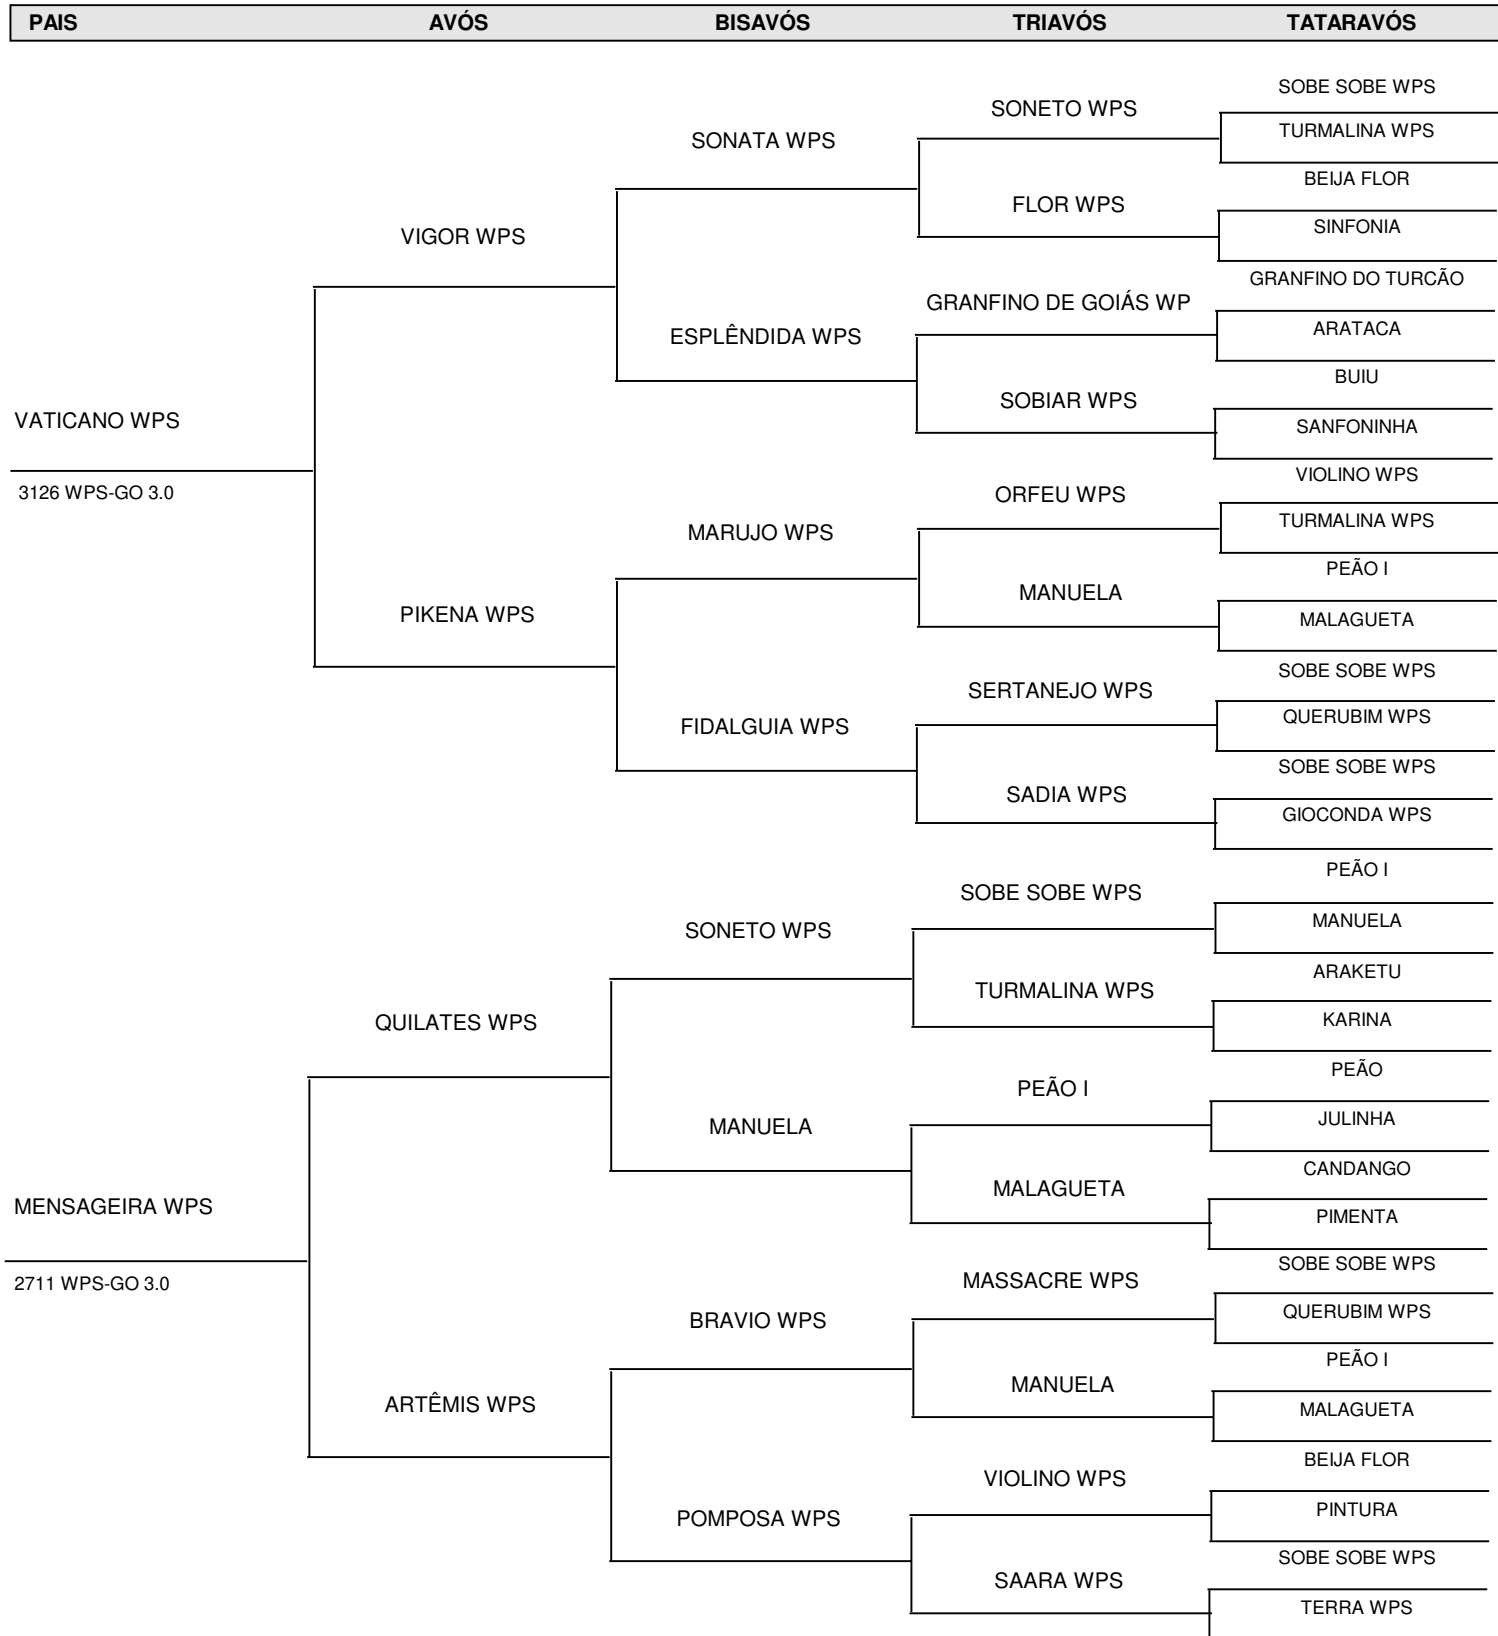 PAIS AVÓS BISAVÓS TRIAVÓS TATARAVÓS
SOBE SOBE WPS
SONETO WPS
TURMALINA WPS
SONATA WPS
BEIJA FLOR
FLOR WPS
SINFONIA
VIGOR WPS
GRANFINO DO TURCÃO
GRANFINO DE GOIÁS WP
ARATACA
ESPLÊNDIDA WPS
BUIU
SOBIAR WPS
SANFONINHA
VATICANO WPS
3126 WPS-GO 3.0
VIOLINO WPS
ORFEU WPS
TURMALINA WPS
MARUJO WPS
PEÃO I
MANUELA
MALAGUETA
PIKENA WPS
SOBE SOBE WPS
SERTANEJO WPS
QUERUBIM WPS
FIDALGUIA WPS
SOBE SOBE WPS
SADIA WPS
GIOCONDA WPS
PEÃO I
SOBE SOBE WPS
MANUELA
SONETO WPS
ARAKETU
TURMALINA WPS
KARINA
QUILATES WPS
PEÃO
PEÃO I
JULINHA
MANUELA
CANDANGO
MALAGUETA
PIMENTA
MENSAGEIRA WPS
2711 WPS-GO 3.0
SOBE SOBE WPS
MASSACRE WPS
QUERUBIM WPS
BRAVIO WPS
PEÃO I
MANUELA
MALAGUETA
ARTÊMIS WPS
BEIJA FLOR
VIOLINO WPS
PINTURA
POMPOSA WPS
SOBE SOBE WPS
SAARA WPS
TERRA WPS